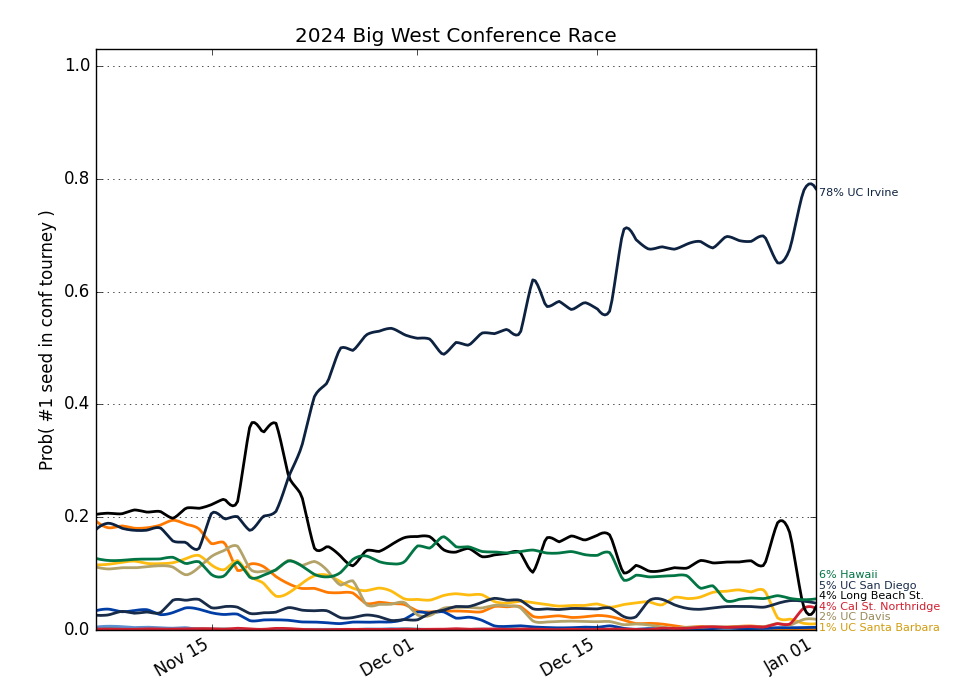 2024 Big West Conference Race
Prob( #1 seed in conf tourney )
1.0
0.8
0.6
0.4
0.2
0.0
78% UC Irvine
6% Hawaii
5% UC San Diego
4% Long Beach St.
4% Cal St. Northridge
2% UC Davis
1% UC Santa Barbara
Nov 15
Dec 01
Dec 15
Jan 01